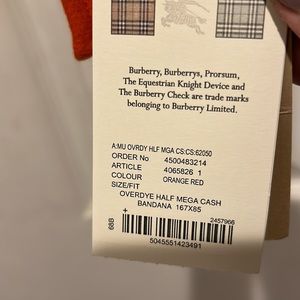 Burberry, Burberrys, Prorsum,
The Equestrian Knight Device and
The Burberry Check are trade marks
belonging to Burberry Limited.
A:MU OVRDY HLF MGA CS:CS:62050
ORDER No 4500483214
ARTICLE 4065826 1
COLOUR ORANGE RED
SIZE/FIT
OVERDYE HALF MEGA CASH
BANDANA 167X85
+ 2457966
68B
5045551423491